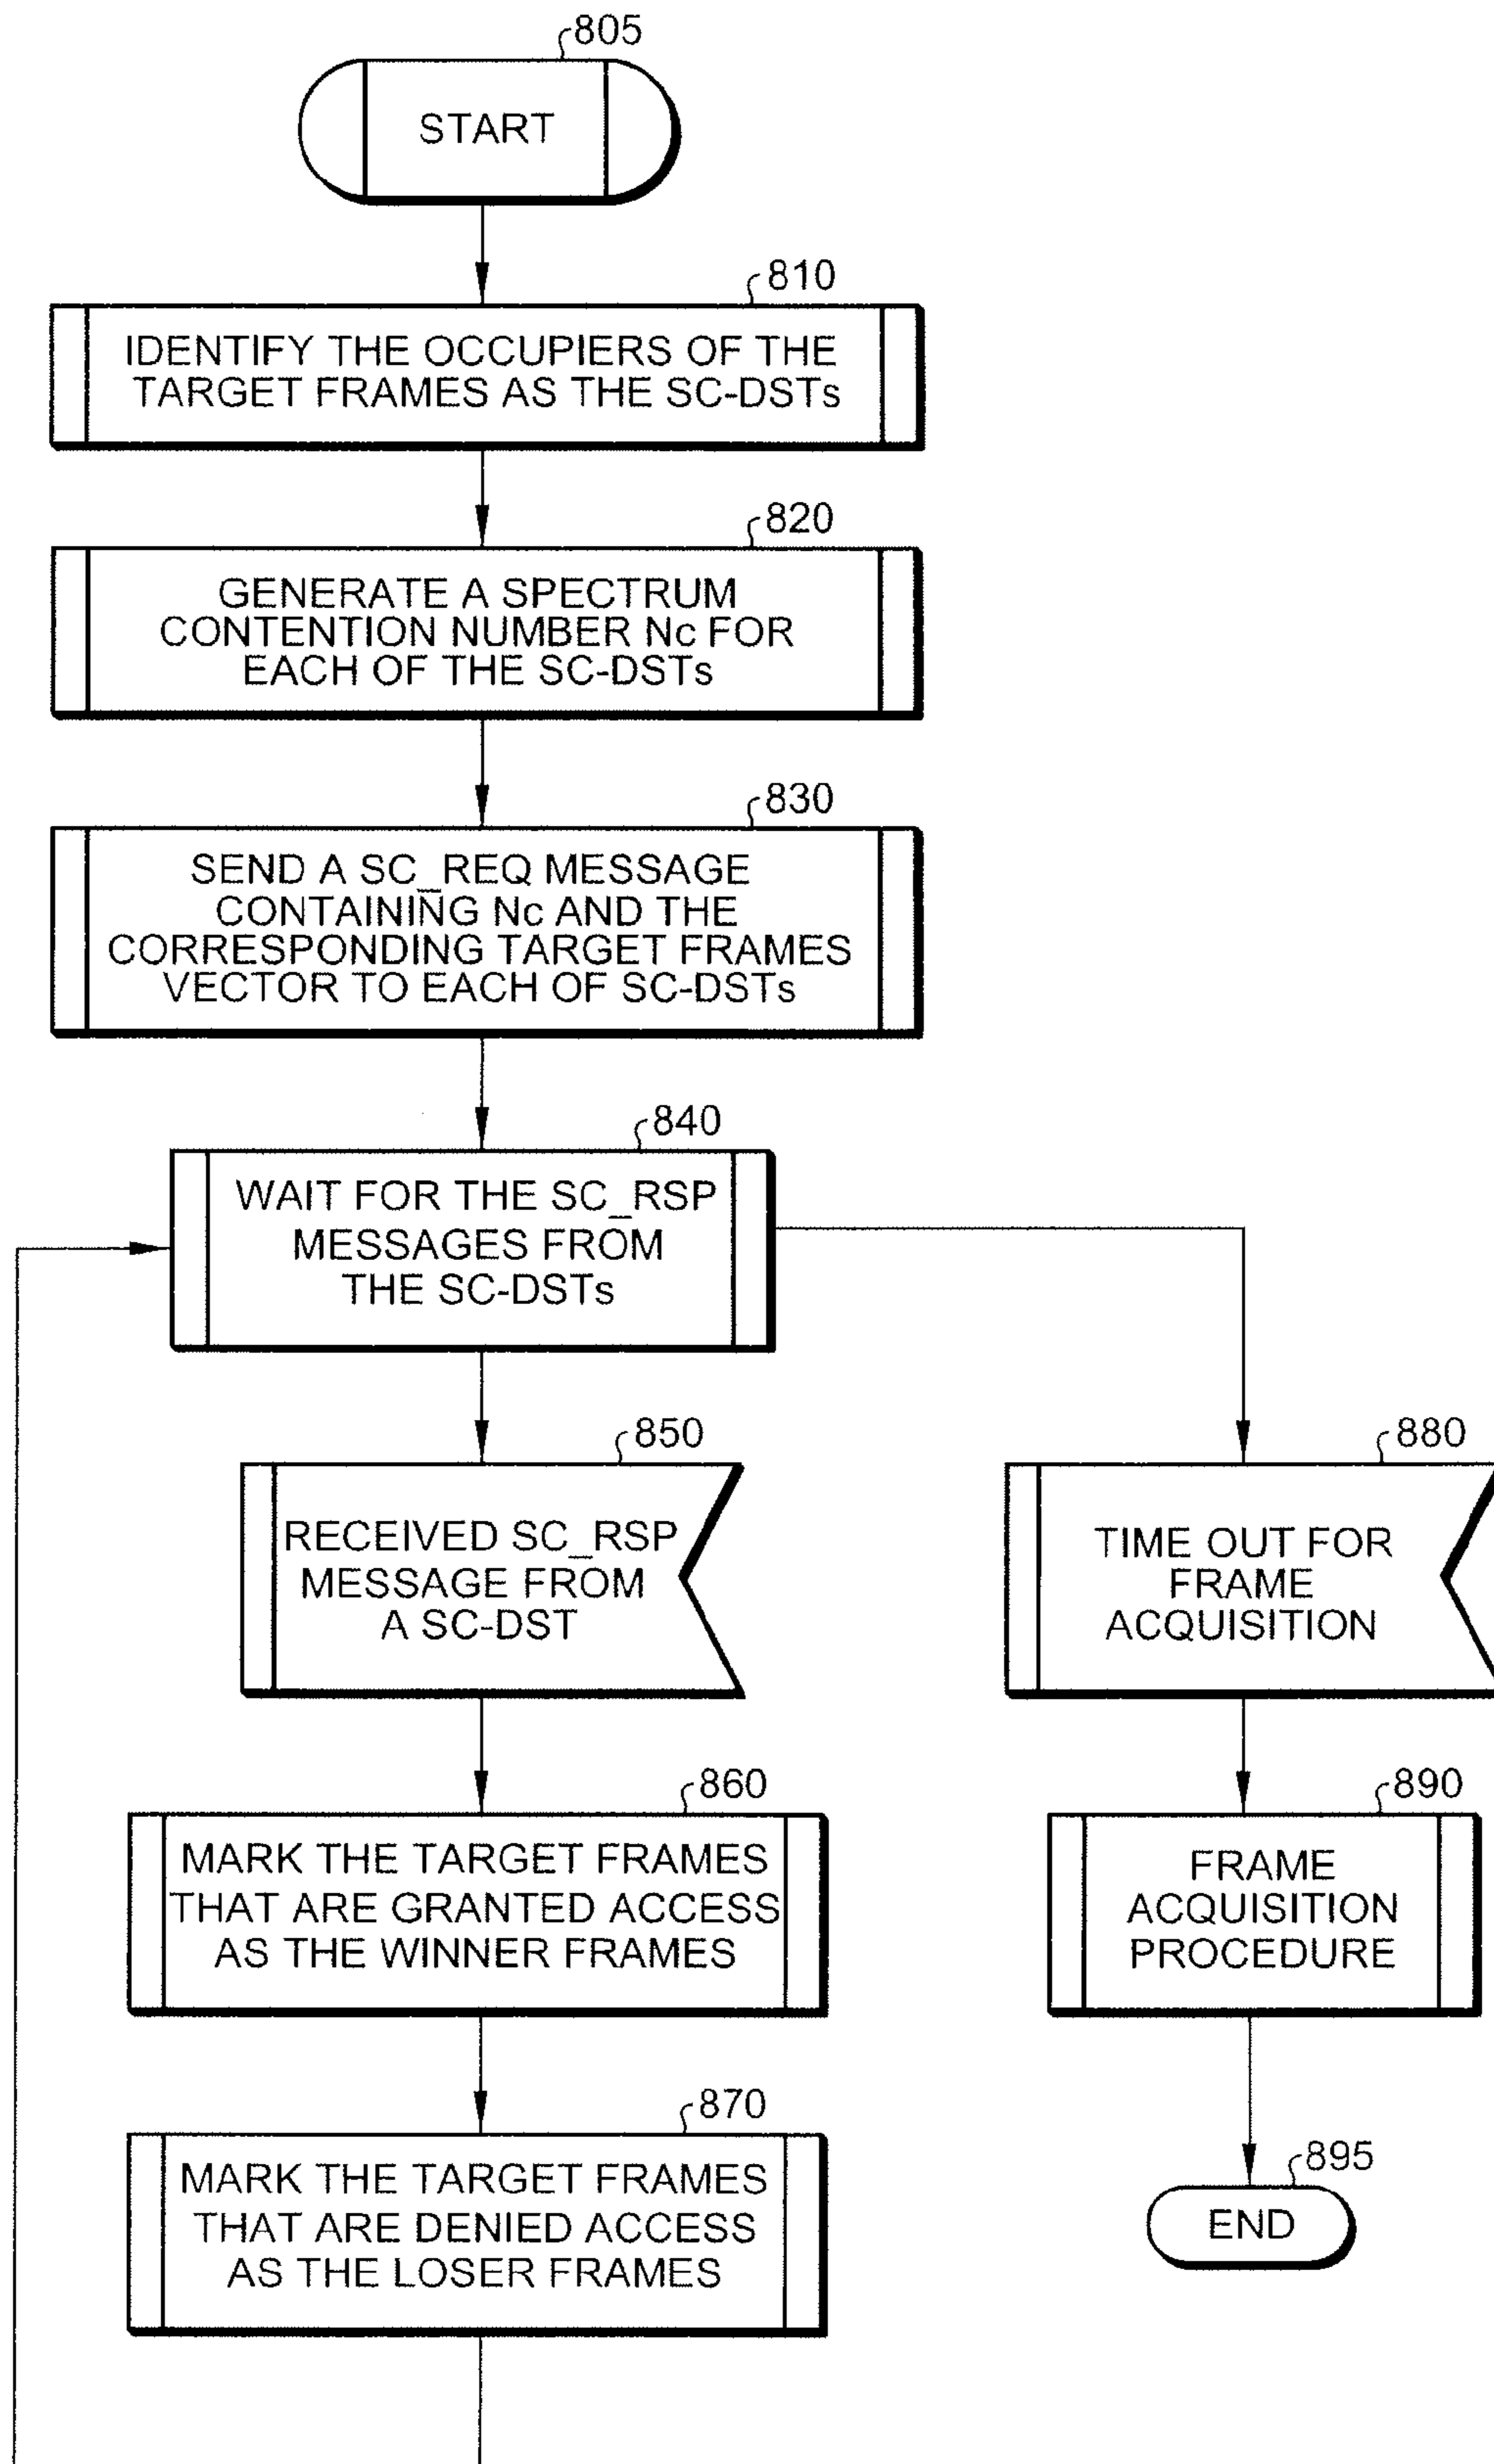 805
START
810
IDENTIFY THE OCCUPIERS OF THE
TARGET FRAMES AS THE SC-DSTs
820
GENERATE A SPECTRUM
CONTENTION NUMBER Nc FOR
EACH OF THE SC-DSTs
830
SEND A SC_REQ MESSAGE
CONTAINING Nc AND THE
CORRESPONDING TARGET FRAMES
VECTOR TO EACH OF SC-DSTs
840
WAIT FOR THE SC_RSP
MESSAGES FROM
THE SC-DSTs
850
RECEIVED SC_RSP
MESSAGE FROM
A SC-DST
880
TIME OUT FOR
FRAME
ACQUISITION
860
MARK THE TARGET FRAMES
THAT ARE GRANTED ACCESS
AS THE WINNER FRAMES
890
FRAME
ACQUISITION
PROCEDURE
870
MARK THE TARGET FRAMES
THAT ARE DENIED ACCESS
AS THE LOSER FRAMES
895
END